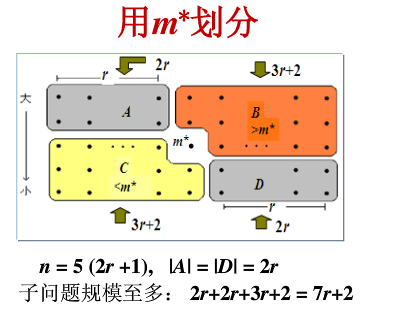 用m*划分
r
2r
3r+2
大
小
A
B
>m*
m*
C
<m*
D
3r+2
r
2r
n = 5 (2r +1), |A| = |D| = 2r
子问题规模至多： 2r+2r+3r+2 = 7r+2